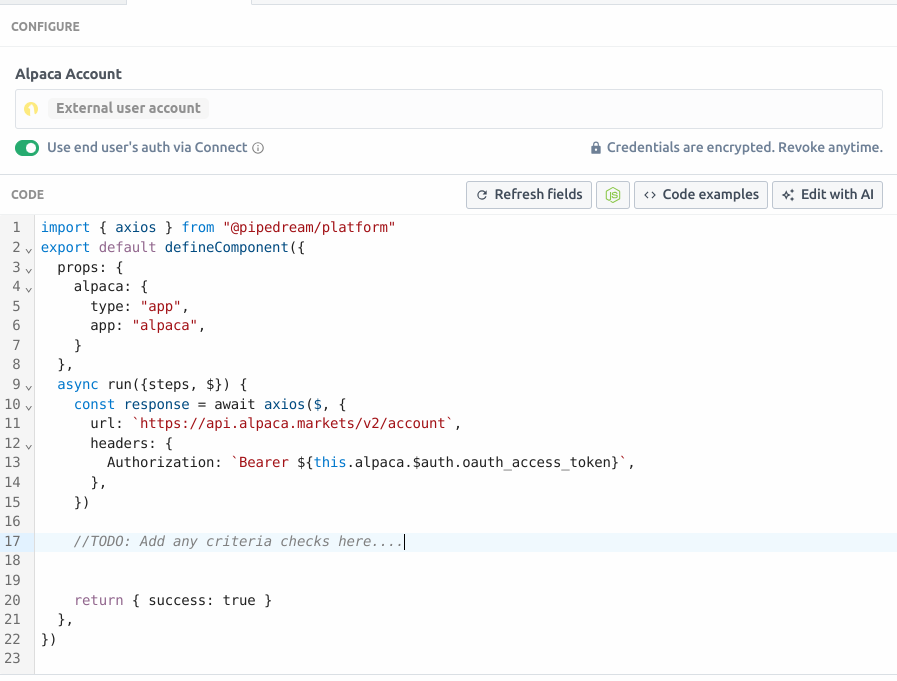 CONFIGURE
Alpaca Account
External user account
Use end user's auth via Connect
Credentials are encrypted. Revoke anytime.
CODE
Refresh fields
JS
<> Code examples
Edit with AI
1 import { axios } from "@pipedream/platform"
2 export default defineComponent({
3   props: {
4     alpaca: {
5       type: "app",
6       app: "alpaca",
7     }
8   },
9   async run({steps, $}) {
10     const response = await axios($, {
11       url: `https://api.alpaca.markets/v2/account`,
12       headers: {
13         Authorization: `Bearer ${this.alpaca.$auth.oauth_access_token}`,
14       },
15     })
16
17     //TODO: Add any criteria checks here....
18
19
20     return { success: true }
21   },
22 })
23